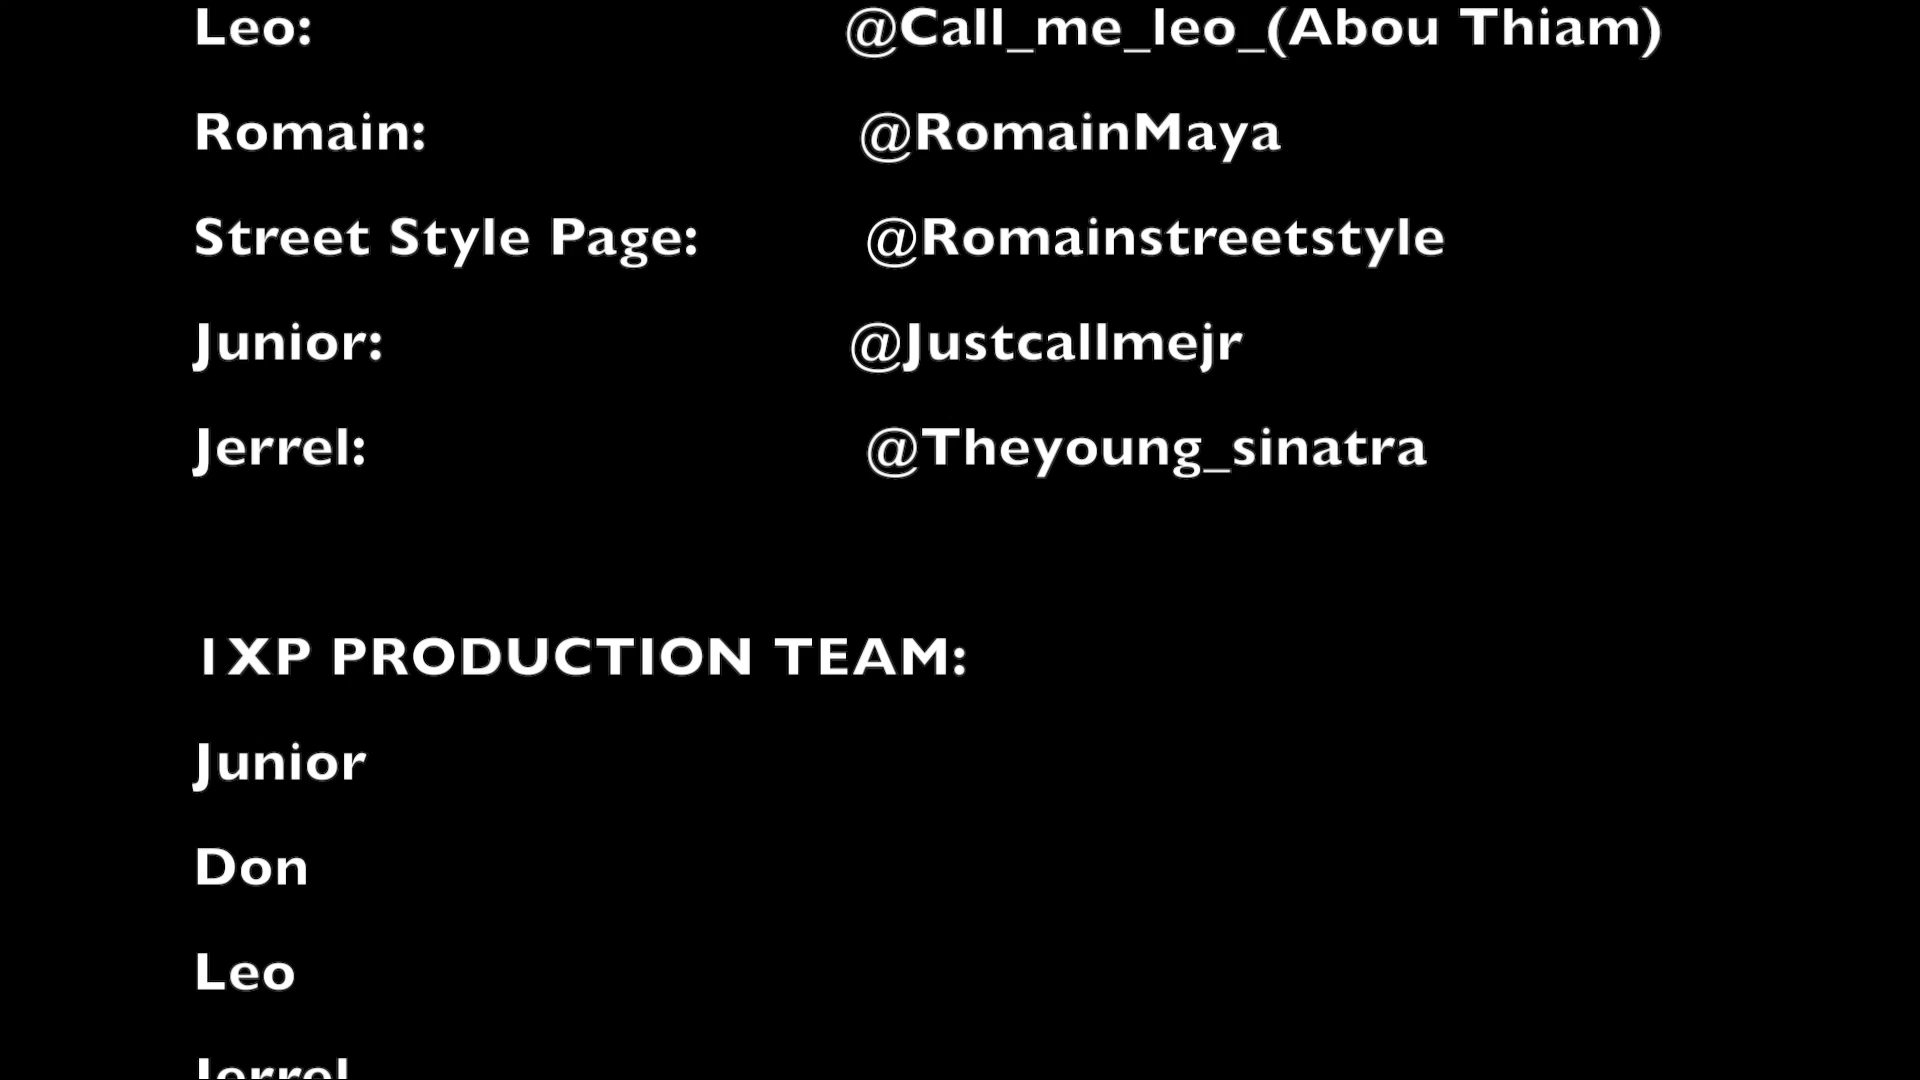 Leo: @Call_me_leo_(Abou Thiam)
Romain: @RomainMaya
Street Style Page: @Romainstreetstyle
Junior: @Justcallmejr
Jerrel: @Theyoung_sinatra
1XP PRODUCTION TEAM:
Junior
Don
Leo
Jerrel